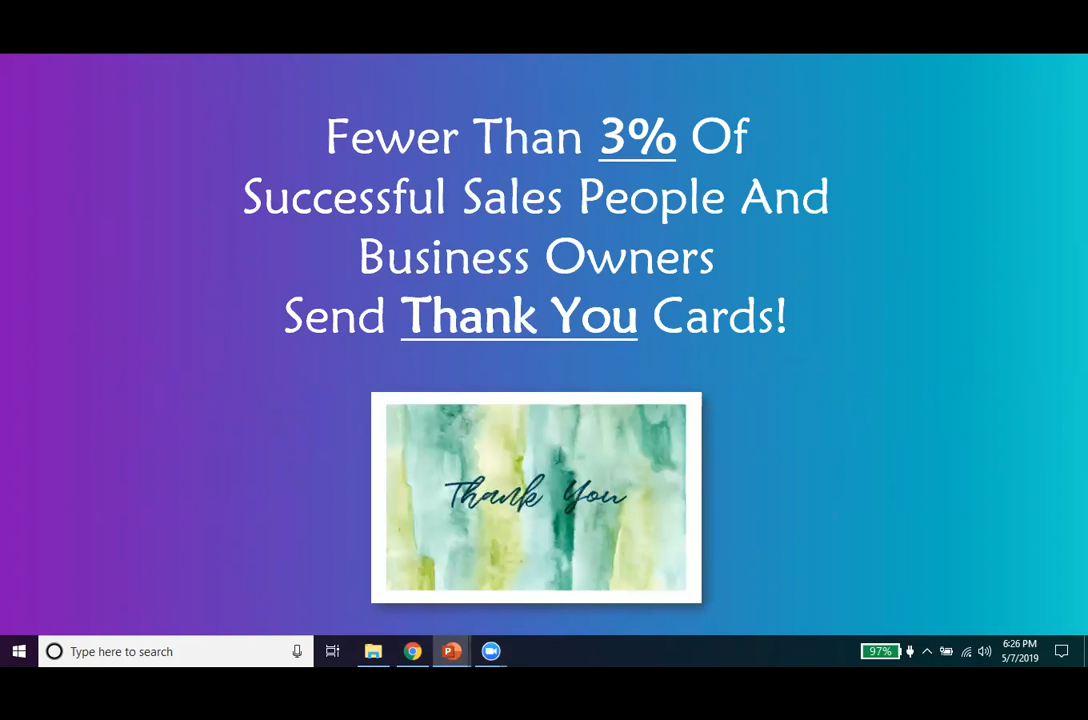 Fewer Than 3% Of
Successful Sales People And
Business Owners
Send Thank You Cards!
Thank You
Type here to search
97%
6:26 PM
5/7/2019